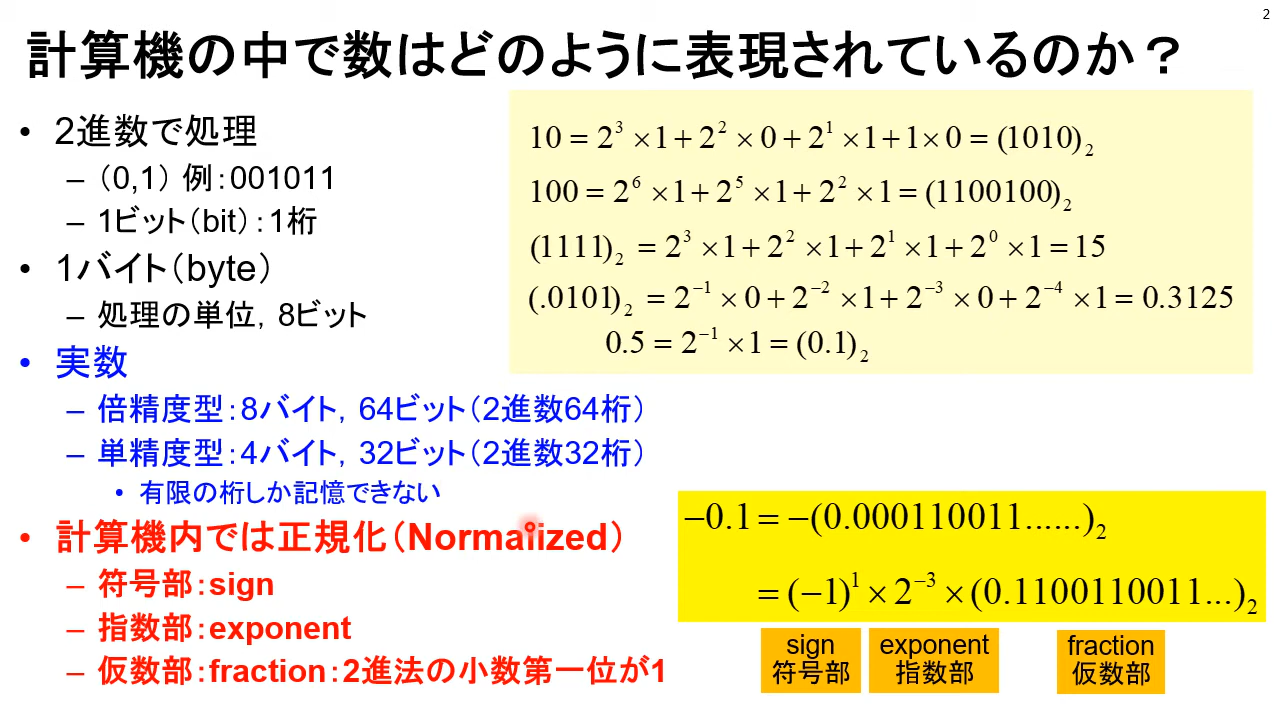 2
計算機の中で数はどのように表現されているのか？
• 2進数で処理
– （0,1） 例：001011
– 1ビット（bit）：1桁
• 1バイト（byte）
– 処理の単位，8ビット
• 実数
– 倍精度型：8バイト，64ビット（2進数64桁）
– 単精度型：4バイト，32ビット（2進数32桁）
• 有限の桁しか記憶できない
• 計算機内では正規化（Normalized）
– 符号部：sign
– 指数部：exponent
– 仮数部：fraction：2進法の小数第一位が1
10 = 2³ ×1 + 2² × 0 + 2¹ ×1 + 1× 0 = (1010)₂
100 = 2⁶ ×1 + 2⁵ ×1 + 2² ×1 = (1100100)₂
(1111)₂ = 2³ ×1 + 2² ×1 + 2¹ ×1 + 2⁰ ×1 = 15
(.0101)₂ = 2⁻¹ × 0 + 2⁻² ×1 + 2⁻³ × 0 + 2⁻⁴ ×1 = 0.3125
0.5 = 2⁻¹ ×1 = (0.1)₂
−0.1 = −(0.000110011......)₂
= (−1)¹ × 2⁻³ × (0.1100110011...)₂
sign
符号部
exponent
指数部
fraction
仮数部